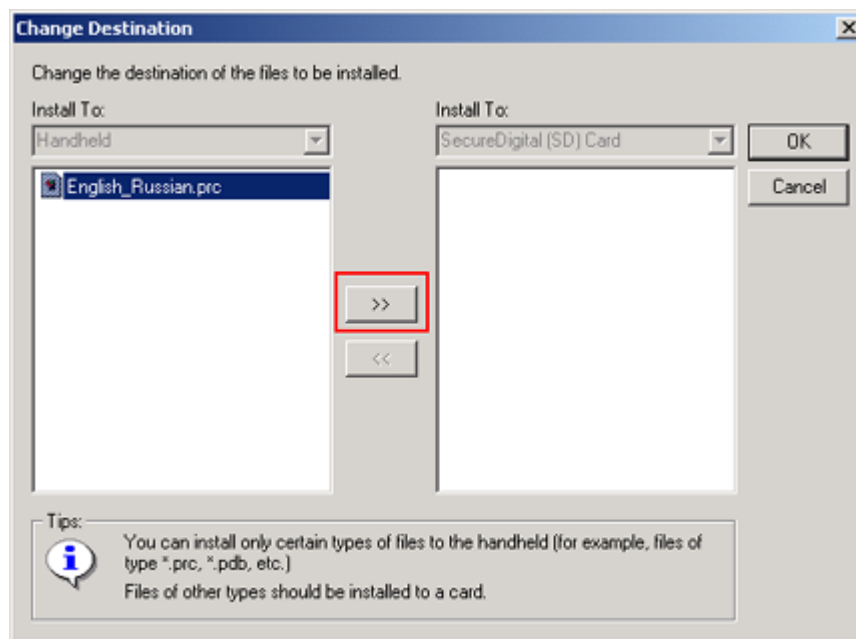 Change Destination
Change the destination of the files to be installed.
Install To:
Handheld
English_Russian.prc
>>
<<
Install To:
SecureDigital (SD) Card
OK
Cancel
Tips:
You can install only certain types of files to the handheld (for example, files of
type *.prc, *.pdb, etc.)
Files of other types should be installed to a card.